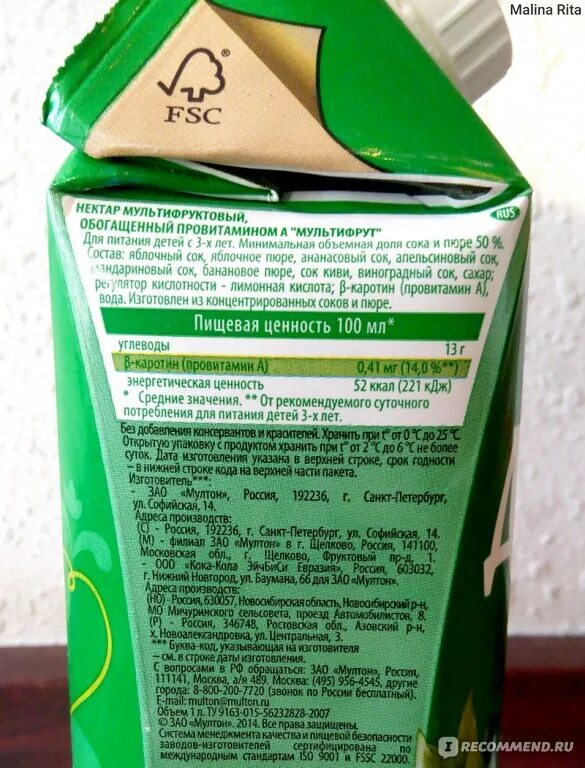 Malina Rita
FSC
НЕКТАР МУЛЬТИФРУКТОВЫЙ,
RUS
ОБОГАЩЕННЫЙ ПРОВИТАМИНОМ А "МУЛЬТИФРУТ"
Для питания детей с 3-х лет. Минимальная объемная доля сока и пюре 50 %.
Состав: яблочный сок, яблочное пюре, ананасовый сок, апельсиновый сок,
мандариновый сок, банановое пюре, сок киви, виноградный сок, сахар;
регулятор кислотности - лимонная кислота; β-каротин (провитамин А),
вода. Изготовлен из концентрированных соков и пюре.
Пищевая ценность 100 мл*
углеводы 13 г
β-каротин (провитамин А) 0,41 мг (14,0 %**)
энергетическая ценность 52 ккал (221 кДж)
* Средние значения. ** От рекомендуемого суточного
потребления для питания детей 3-х лет.
Без добавления консервантов и красителей. Хранить при t° от 0 °С до 25 °С.
Открытую упаковку с продуктом хранить при t° от 2 °С до 6 °С не более
суток. Дата изготовления указана в верхней строке, срок годности
– в нижней строке кода на верхней части пакета.
Изготовитель***:
- ЗАО «Мултон», Россия, 192236, г. Санкт-Петербург,
ул. Софийская, 14.
Адреса производств:
(С) - Россия, 192236, г. Санкт-Петербург, ул. Софийная, 14.
(М) - филиал ЗАО «Мултон» в г. Щелково, Россия, 141100,
Московская обл., г. Щелково, Фруктовый пр-д, 1.
- ООО «Кока-Кола ЭйчБиСи Евразия», Россия, 603032,
г. Нижний Новгород, ул. Баумана, 66 для ЗАО «Мултон».
Адреса производства:
(НО) - Россия, 630057, Новосибирская область, Новосибирский р-н,
МО Мичуринского сельсовета, проезд Автомобилистов, 8.
(Р) - Россия, 346748, Ростовская обл., Азовский р-н,
х. Новоалександровка, ул. Центральная, 3.
*** Буква-код, указывающая на изготовителя
– см. в строке даты изготовления.
С вопросами в РФ обращаться: ЗАО «Мултон», Россия,
111141, Москва, а/я 489. Москва: (495) 956-4545, другие
города: 8-800-200-7720 (звонок по России бесплатный).
E-mail: multon@multon.ru
Объем 1 л. ТУ 9163-015-56232828-2007
© ЗАО «Мултон». 2014. Все права защищены.
Система менеджмента качества и пищевой безопасности
заводов-изготовителей сертифицирована по
международным стандартам ISO 9001 и FSSC 22000.
IRECOMMEND.RU